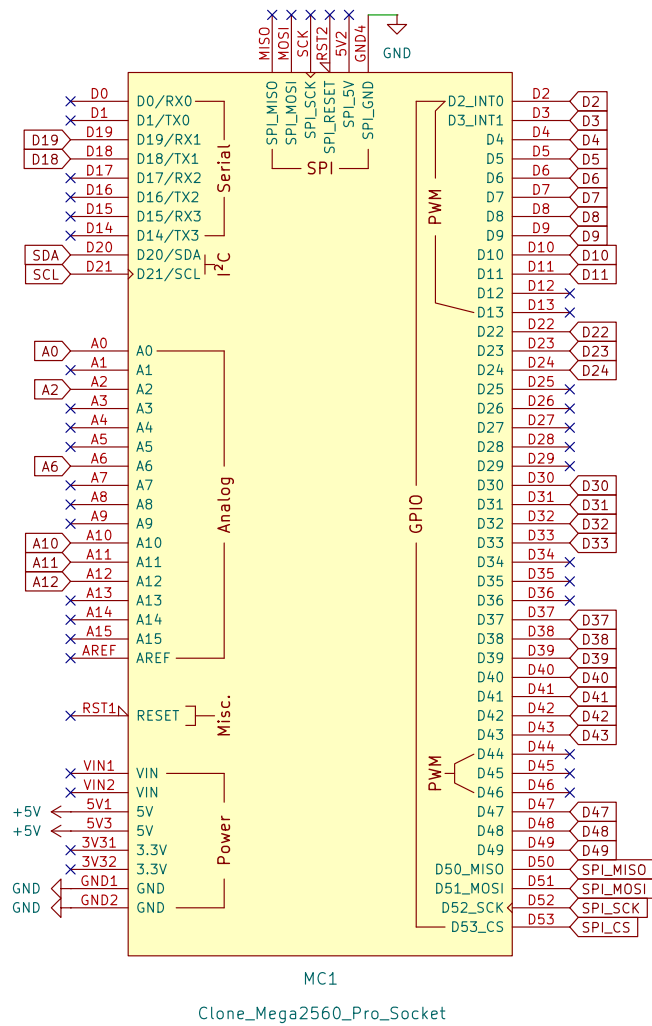 MISO MOSI SCK RST2 5V2 GND4
GND
SPI_MISO SPI_MOSI SPI_SCK SPI_RESET SPI_5V SPI_GND
SPI
D0 D0/RX0
D1 D1/TX0
D19 D19 D19/RX1
D18 D18 D18/TX1
D17 D17/RX2
D16 D16/TX2
D15 D15/RX3
D14 D14/TX3
Serial
SDA D20 D20/SDA
SCL D21 D21/SCL
I²C
A0 A0 A0
A1 A1
A2 A2 A2
A3 A3
A4 A4
A5 A5
A6 A6 A6
A7 A7
A8 A8
A9 A9
A10 A10 A10
A11 A11 A11
A12 A12 A12
A13 A13
A14 A14
A15 A15
AREF AREF
Analog
RST1 RESET
Misc.
VIN1 VIN
VIN2 VIN
+5V 5V1 5V
+5V 5V3 5V
3V31 3.3V
3V32 3.3V
GND GND1 GND
GND GND2 GND
Power
D2_INT0 D2 D2
D3_INT1 D3 D3
D4 D4 D4
D5 D5 D5
D6 D6 D6
D7 D7 D7
D8 D8 D8
D9 D9 D9
D10 D10 D10
D11 D11 D11
D12 D12
D13 D13
PWM
D22 D22 D22
D23 D23 D23
D24 D24 D24
D25 D25
D26 D26
D27 D27
D28 D28
D29 D29
D30 D30 D30
D31 D31 D31
D32 D32 D32
D33 D33 D33
GPIO
D34 D34
D35 D35
D36 D36
D37 D37 D37
D38 D38 D38
D39 D39 D39
D40 D40 D40
D41 D41 D41
D42 D42 D42
D43 D43 D43
D44 D44
D45 D45
D46 D46
PWM
D47 D47 D47
D48 D48 D48
D49 D49 D49
D50_MISO D50 SPI_MISO
D51_MOSI D51 SPI_MOSI
D52_SCK D52 SPI_SCK
D53_CS D53 SPI_CS
MC1
Clone_Mega2560_Pro_Socket